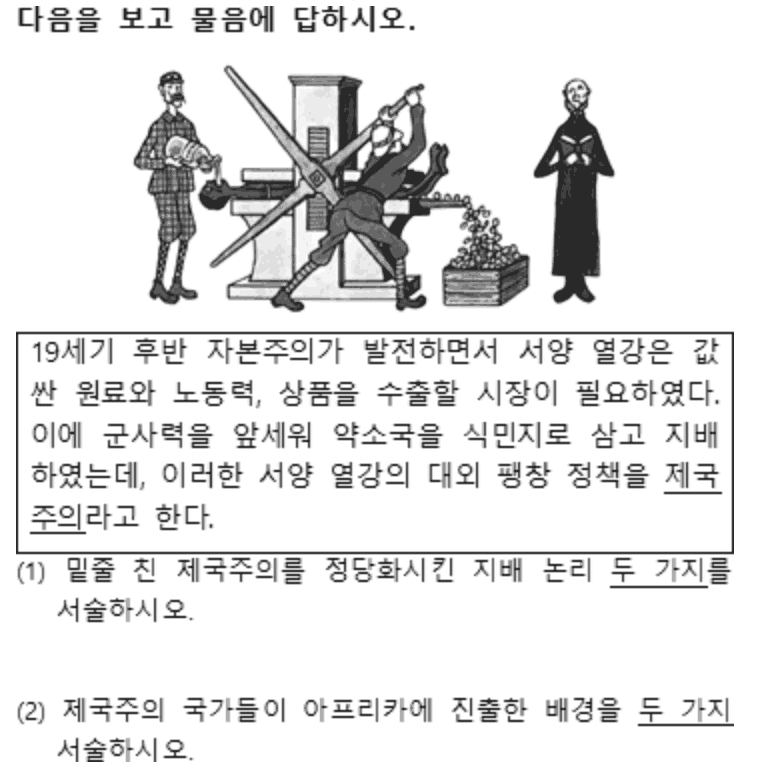 다음을 보고 물음에 답하시오.
19세기 후반 자본주의가 발전하면서 서양 열강은 값
싼 원료와 노동력, 상품을 수출할 시장이 필요하였다.
이에 군사력을 앞세워 약소국을 식민지로 삼고 지배
하였는데, 이러한 서양 열강의 대외 팽창 정책을 제국
주의라고 한다.
(1) 밑줄 친 제국주의를 정당화시킨 지배 논리 두 가지를
서술하시오.
(2) 제국주의 국가들이 아프리카에 진출한 배경을 두 가지
서술하시오.